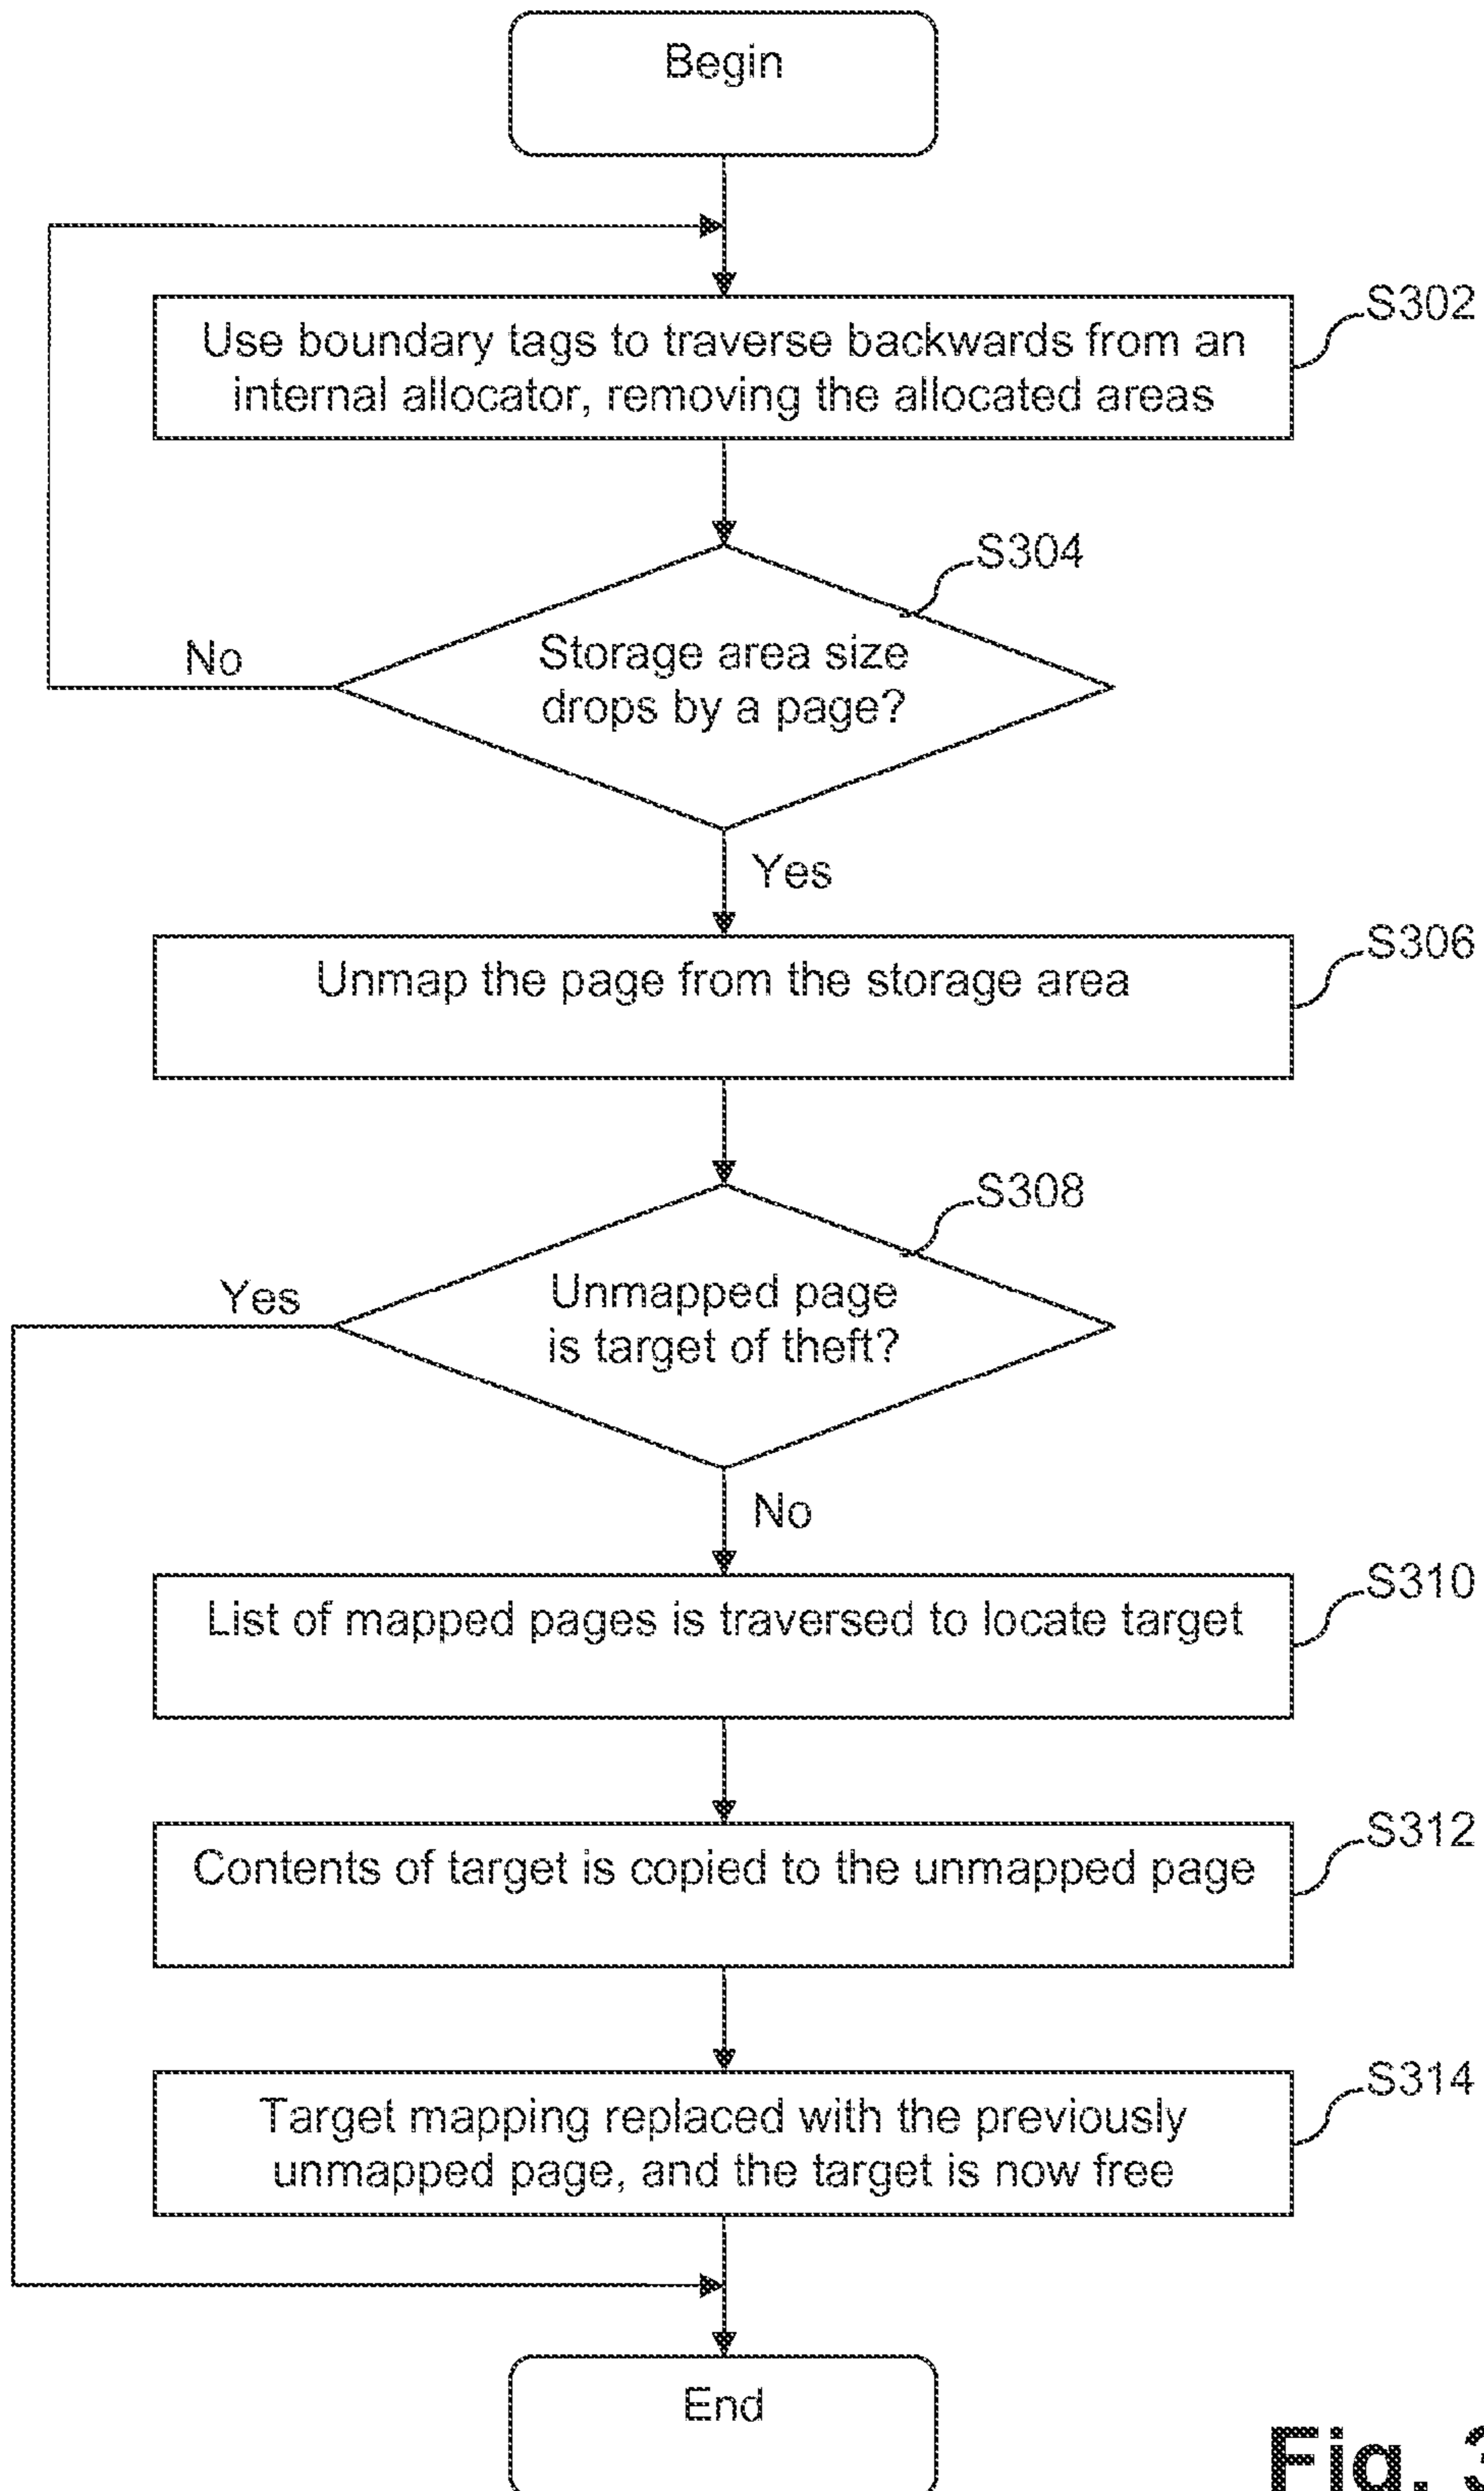 Begin
Use boundary tags to traverse backwards from an
internal allocator, removing the allocated areas
S302
S304
Storage area size
drops by a page?
No
Yes
Unmap the page from the storage area
S306
S308
Unmapped page
is target of theft?
Yes
No
List of mapped pages is traversed to locate target
S310
Contents of target is copied to the unmapped page
S312
Target mapping replaced with the previously
unmapped page, and the target is now free
S314
End
Fig. 3